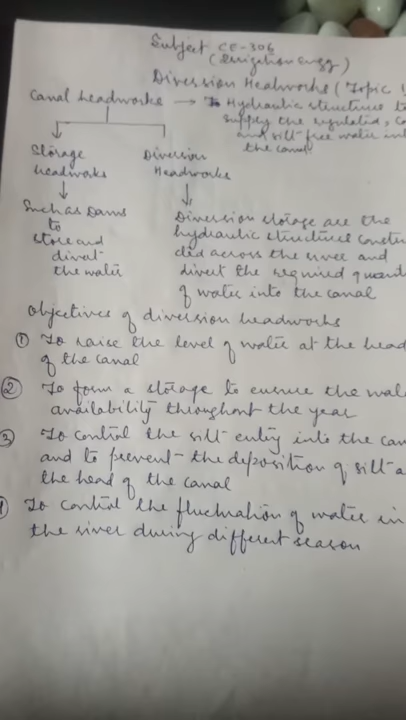 Subject CE-306
(Irrigation Engg)
Diversion Headworks (Topic
Canal headworks → To Hydraulic structures to
supply the regulated,
and silt free water
the canal.
Storage Diversion
headworks Headworks
Such as Dams
to
store and
divert
the water
Diversion storage are the
hydraulic structures constru
cted across the river and
divert the required
of water into the canal
Objectives of diversion headworks
① To raise the level of water at the head
of the canal
② To form a storage to ensure the
availability throughout the year
③ To control the silt entry into the
and to prevent the deposition of silt
the head of the canal
To control the fluctuation of water in
the river during different season